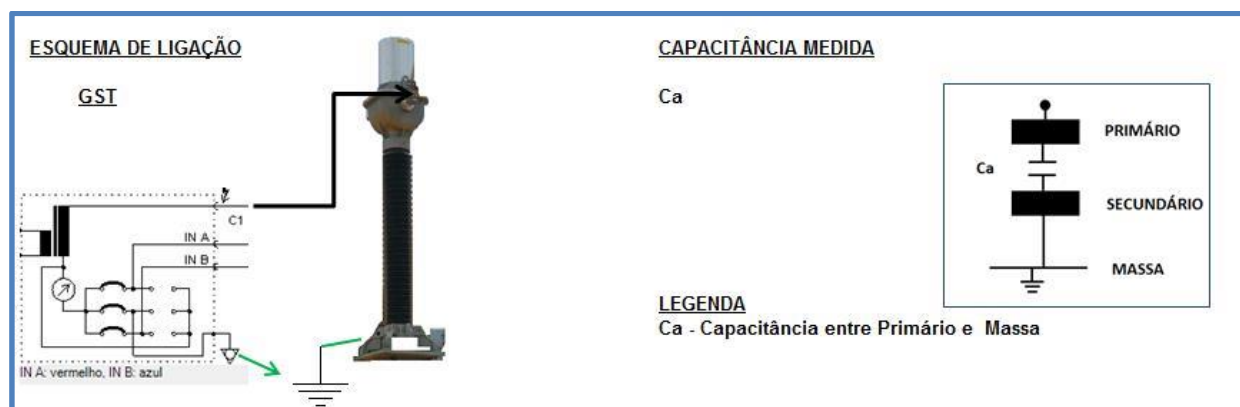 ESQUEMA DE LIGAÇÃO
GST
C1
IN A
IN B
IN A: vermelho, IN B: azul
CAPACITÂNCIA MEDIDA
Ca
PRIMÁRIO
Ca
SECUNDÁRIO
MASSA
LEGENDA
Ca - Capacitância entre Primário e Massa